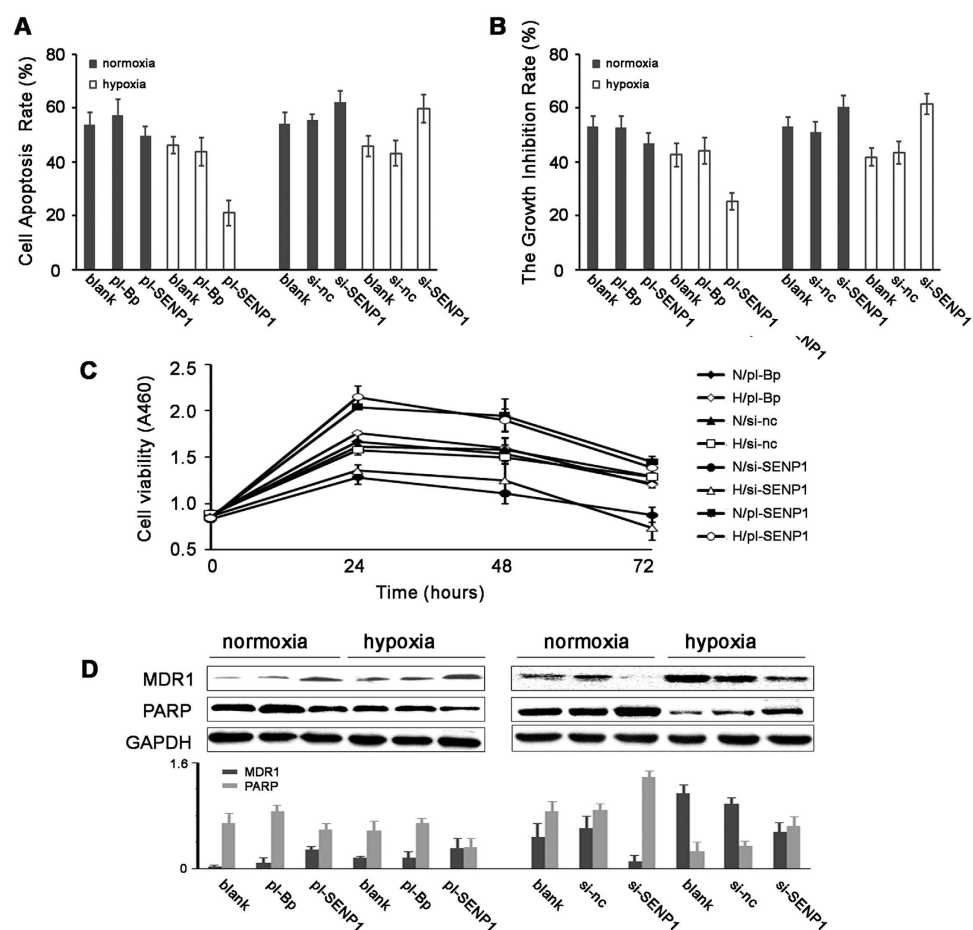 A
Cell Apoptosis Rate (%)
80
60
40
20
0
normoxia
hypoxia
blank
pl-Bp
pl-SENP1
blank
pl-Bp
pl-SENP1
blank
si-nc
si-SENP1
blank
si-nc
si-SENP1
B
The Growth Inhibition Rate (%)
80
60
40
20
0
normoxia
hypoxia
blank
pl-Bp
pl-SENP1
blank
pl-Bp
pl-SENP1
blank
si-nc
si-SENP1
blank
si-nc
si-SENP1
NP1
C
Cell viability (A460)
2.5
2.0
1.5
1.0
0.5
0
24
48
72
Time (hours)
N/pl-Bp
H/pl-Bp
N/si-nc
H/si-nc
N/si-SENP1
H/si-SENP1
N/pl-SENP1
H/pl-SENP1
D
normoxia
hypoxia
normoxia
hypoxia
MDR1
PARP
GAPDH
1.6
0
MDR1
PARP
blank
pl-Bp
pl-SENP1
blank
pl-Bp
pl-SENP1
blank
si-nc
si-SENP1
blank
si-nc
si-SENP1